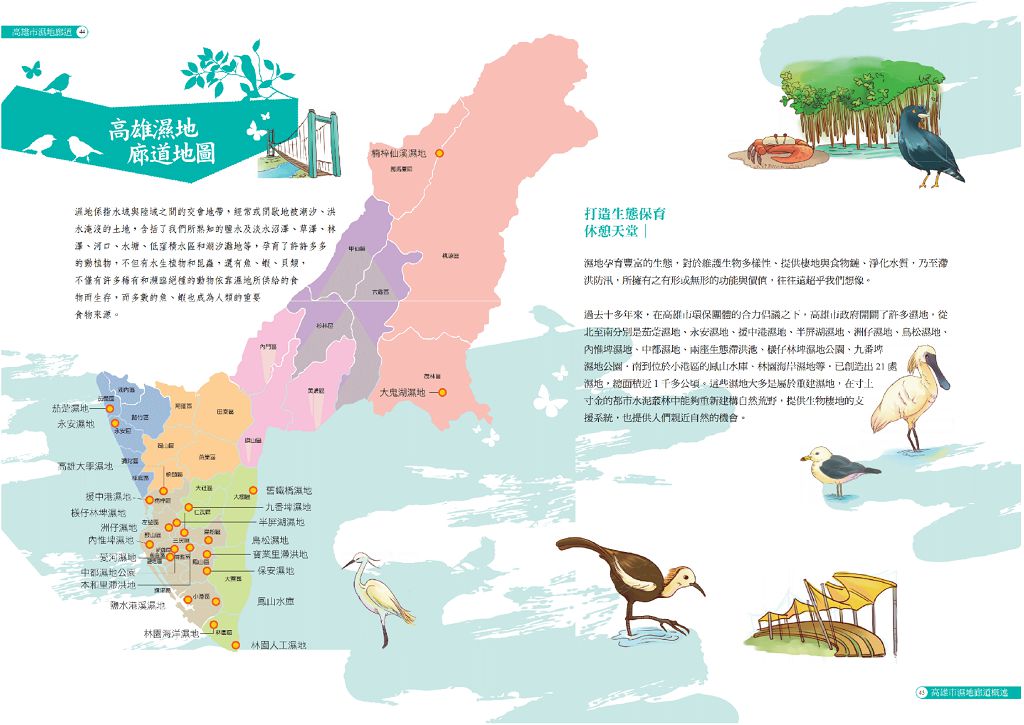 高雄市濕地廊道 44
高雄濕地
廊道地圖
濕地係指水域與陸域之間的交會地帶，經常或間歇地被潮汐、洪
水淹沒的土地，含括了我們所熟知的鹽水及淡水沼澤、草澤、林
澤、河口、水塘、低窪積水區和潮汐灘地等，孕育了許許多多
的動植物，不但有水生植物和昆蟲，還有魚、蝦、貝類，
不僅有許多稀有和瀕臨絕種的動物依靠濕地所供給的食
物而生存，而多數的魚、蝦也成為人類的重要
食物來源。
楠梓仙溪濕地
那瑪夏區
桃源區
甲仙區
六龜區
杉林區
內門區
美濃區
茂林區
大鬼湖濕地
旗山區
湖內區
茄萣區
茄萣濕地
路竹區
永安區
永安濕地
阿蓮區
田寮區
岡山區
燕巢區
彌陀區
梓官區
橋頭區
高雄大學濕地
大社區
大樹區
舊鐵橋濕地
援中港濕地
楠梓區
仁武區
九番埤濕地
檨仔林埤濕地
左營區
半屏湖濕地
洲仔濕地
鼓山區
三民區
鳥松區
鳥松濕地
內惟埤濕地
寶業里滯洪地
愛河濕地
鳳山區
保安濕地
中都濕地公園
大寮區
本和里滯洪地
小港區
鹽水港溪濕地
鳳山水庫
林園海洋濕地
林園區
林園人工濕地
打造生態保育
休憩天堂｜
濕地孕育豐富的生態，對於維護生物多樣性、提供棲地與食物鏈、淨化水質，乃至滯
洪防汛，所擁有之有形或無形的功能與價值，往往遠超乎我們想像。
過去十多年來，在高雄市環保團體的合力倡議之下，高雄市政府開闢了許多濕地，從
北至南分別是茄萣濕地、永安濕地、援中港濕地、半屏湖濕地、洲仔濕地、鳥松濕地、
內惟埤濕地、中都濕地、兩座生態滯洪池、檨仔林埤濕地公園、九番埤
濕地公園，南到位於小港區的鳳山水庫、林園海岸濕地等，已創造出 21 處
濕地，總面積近 1 千多公頃。這些濕地大多是屬於重建濕地，在寸土
寸金的都市水泥叢林中能夠重新建構自然荒野，提供生物棲地的支
援系統，也提供人們親近自然的機會。
45 高雄市濕地廊道概述